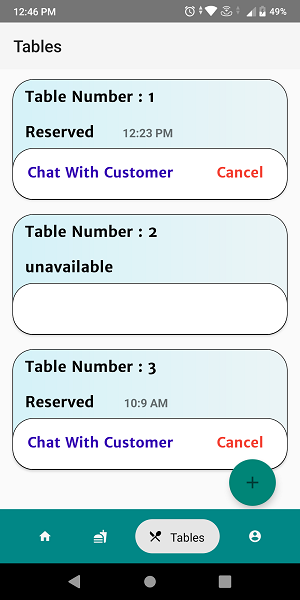 12:46 PM 49%
Tables
Table Number : 1
Reserved 12:23 PM
Chat With Customer Cancel
Table Number : 2
unavailable
Table Number : 3
Reserved 10:9 AM
Chat With Customer Cancel
+
Tables